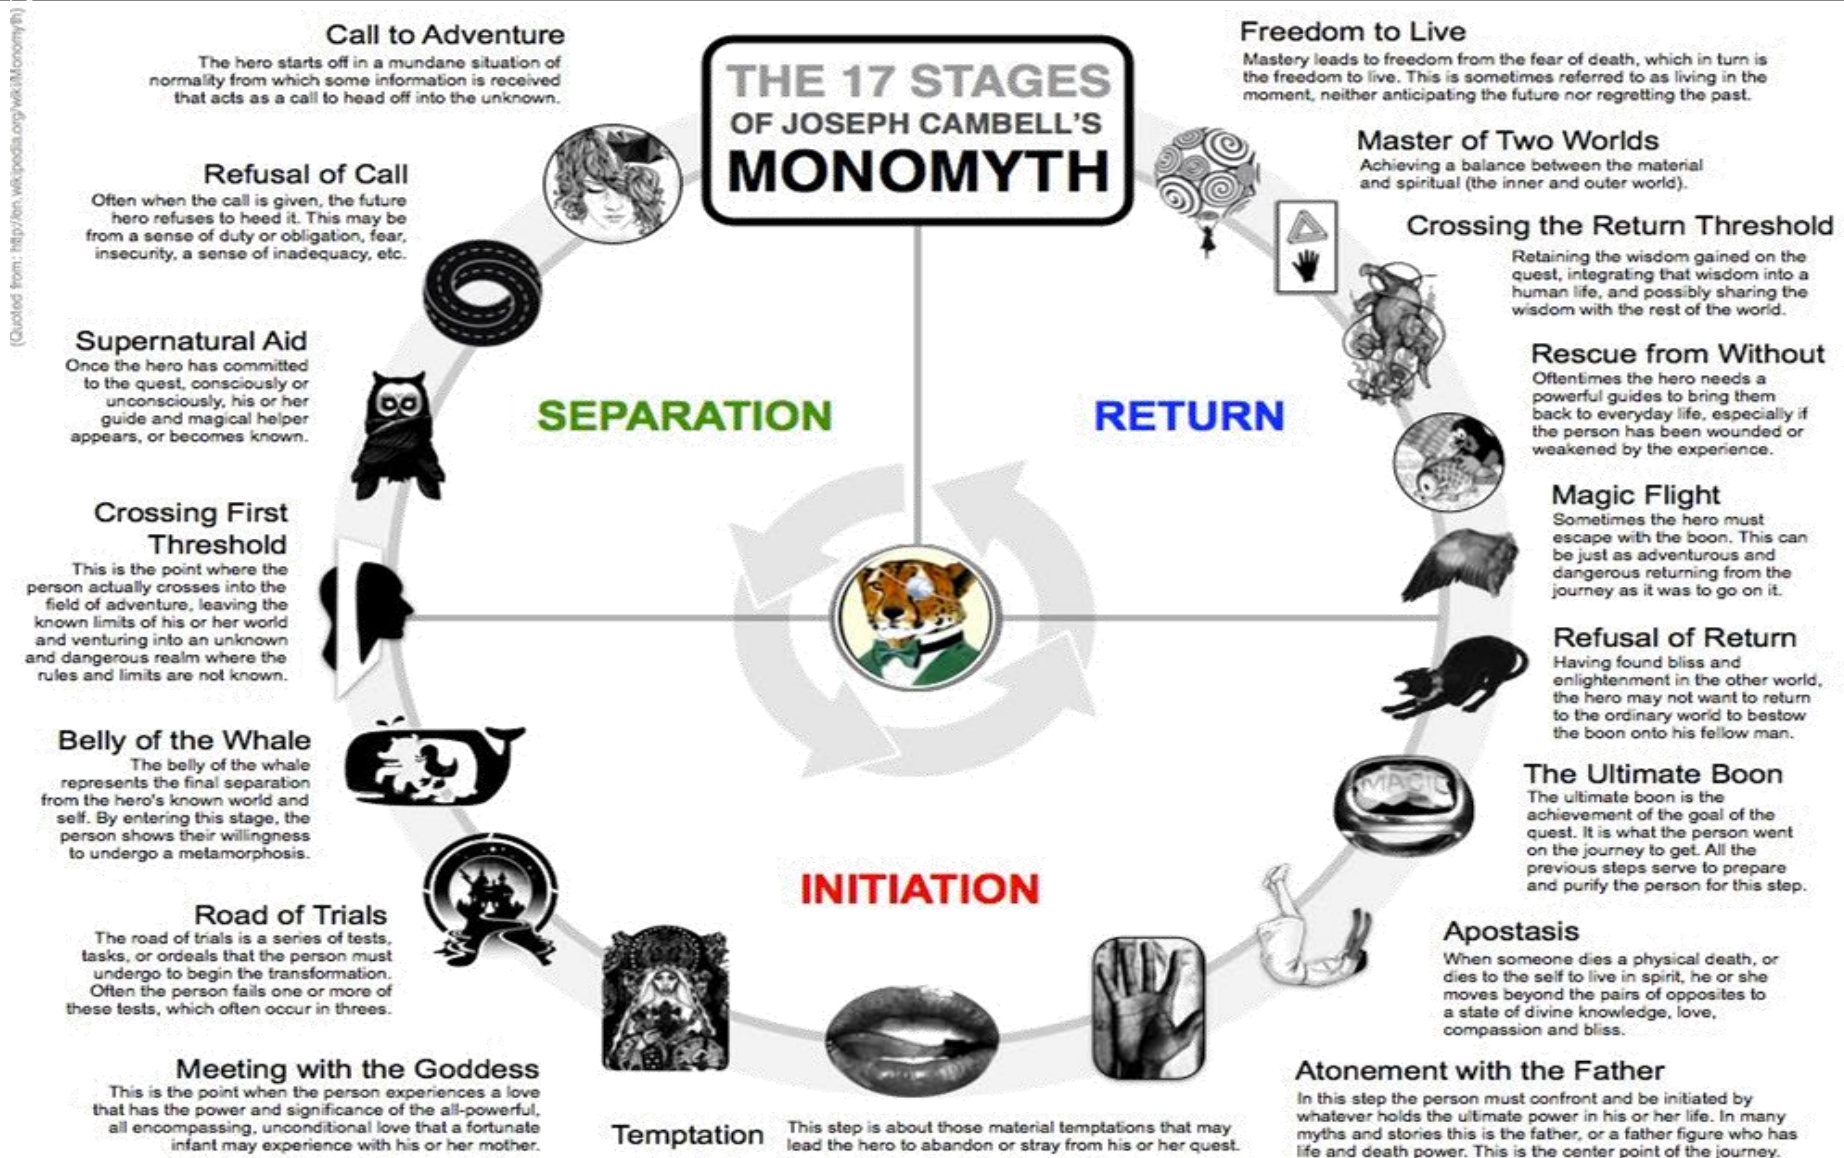 (Quoted from: http://en.wikipedia.org/wiki/Monomyth)
THE 17 STAGES
OF JOSEPH CAMBELL'S
MONOMYTH
Call to Adventure
The hero starts off in a mundane situation of
normality from which some information is received
that acts as a call to head off into the unknown.
Refusal of Call
Often when the call is given, the future
hero refuses to heed it. This may be
from a sense of duty or obligation, fear,
insecurity, a sense of inadequacy, etc.
Supernatural Aid
Once the hero has committed
to the quest, consciously or
unconsciously, his or her
guide and magical helper
appears, or becomes known.
Crossing First
Threshold
This is the point where the
person actually crosses into the
field of adventure, leaving the
known limits of his or her world
and venturing into an unknown
and dangerous realm where the
rules and limits are not known.
Belly of the Whale
The belly of the whale
represents the final separation
from the hero's known world and
self. By entering this stage, the
person shows their willingness
to undergo a metamorphosis.
Road of Trials
The road of trials is a series of tests,
tasks, or ordeals that the person must
undergo to begin the transformation.
Often the person fails one or more of
these tests, which often occur in threes.
Meeting with the Goddess
This is the point when the person experiences a love
that has the power and significance of the all-powerful,
all encompassing, unconditional love that a fortunate
infant may experience with his or her mother.
Temptation
This step is about those material temptations that may
lead the hero to abandon or stray from his or her quest.
Atonement with the Father
In this step the person must confront and be initiated by
whatever holds the ultimate power in his or her life. In many
myths and stories this is the father, or a father figure who has
life and death power. This is the center point of the journey.
Apostasis
When someone dies a physical death, or
dies to the self to live in spirit, he or she
moves beyond the pairs of opposites to
a state of divine knowledge, love,
compassion and bliss.
The Ultimate Boon
The ultimate boon is the
achievement of the goal of the
quest. It is what the person went
on the journey to get. All the
previous steps serve to prepare
and purify the person for this step.
MAGIC
Refusal of Return
Having found bliss and
enlightenment in the other world,
the hero may not want to return
to the ordinary world to bestow
the boon onto his fellow man.
Magic Flight
Sometimes the hero must
escape with the boon. This can
be just as adventurous and
dangerous returning from the
journey as it was to go on it.
Rescue from Without
Oftentimes the hero needs a
powerful guides to bring them
back to everyday life, especially if
the person has been wounded or
weakened by the experience.
Crossing the Return Threshold
Retaining the wisdom gained on the
quest, integrating that wisdom into a
human life, and possibly sharing the
wisdom with the rest of the world.
Master of Two Worlds
Achieving a balance between the material
and spiritual (the inner and outer world).
Freedom to Live
Mastery leads to freedom from the fear of death, which in turn is
the freedom to live. This is sometimes referred to as living in the
moment, neither anticipating the future nor regretting the past.
SEPARATION
RETURN
INITIATION